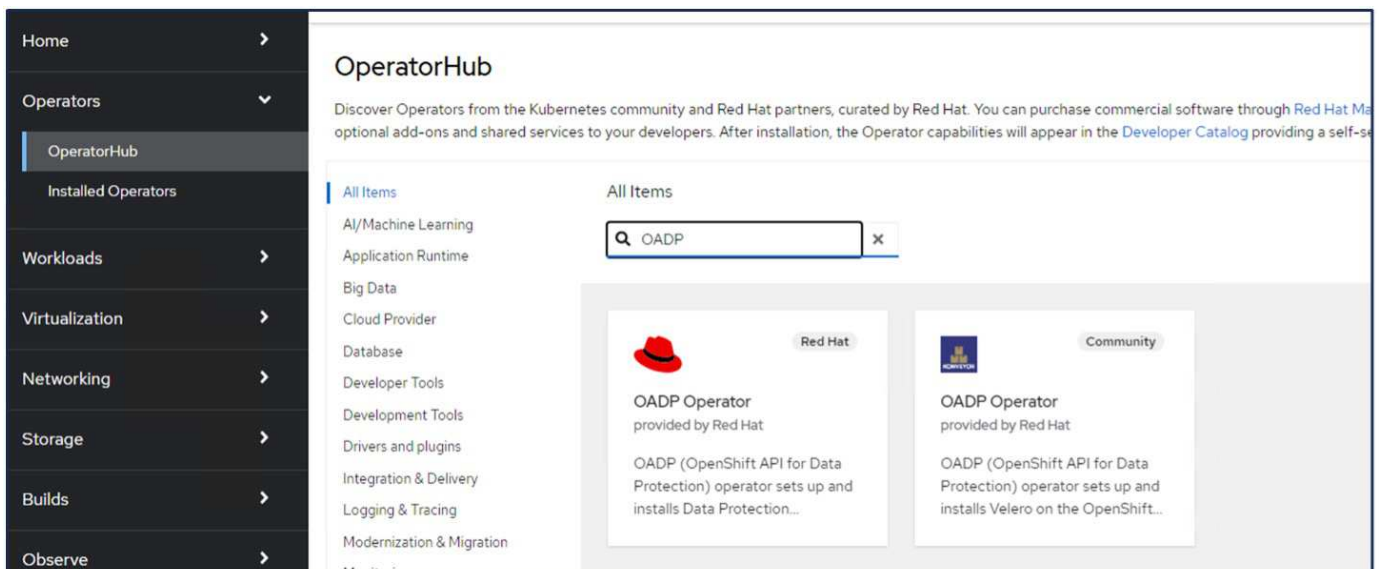 Home
Operators
OperatorHub
Installed Operators
Workloads
Virtualization
Networking
Storage
Builds
Observe
OperatorHub
Discover Operators from the Kubernetes community and Red Hat partners, curated by Red Hat. You can purchase commercial software through Red Hat Ma
optional add-ons and shared services to your developers. After installation, the Operator capabilities will appear in the Developer Catalog providing a self-se
All Items
AI/Machine Learning
Application Runtime
Big Data
Cloud Provider
Database
Developer Tools
Development Tools
Drivers and plugins
Integration & Delivery
Logging & Tracing
Modernization & Migration
All Items
OADP
Red Hat
OADP Operator
provided by Red Hat
OADP (OpenShift API for Data
Protection) operator sets up and
installs Data Protection...
KONVEYOR
Community
OADP Operator
provided by Red Hat
OADP (OpenShift API for Data
Protection) operator sets up and
installs Velero on the OpenShift...